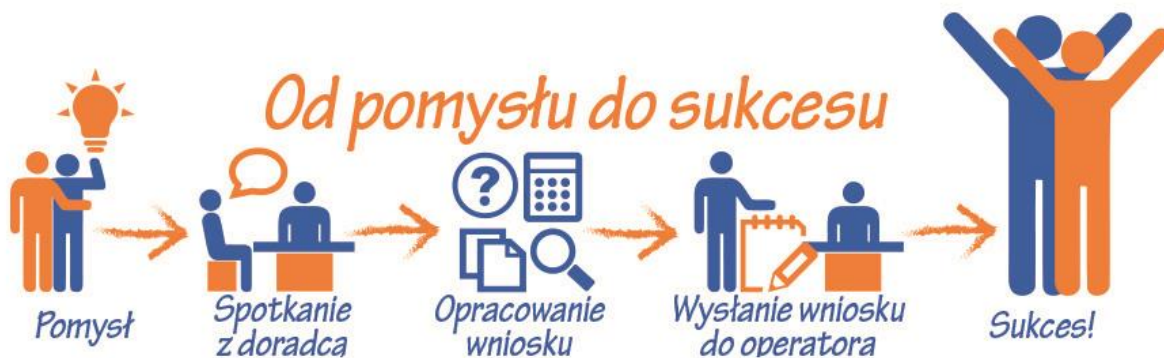 Od pomysłu do sukcesu
?
Pomysł
Spotkanie
z doradcą
Opracowanie
wniosku
Wysłanie wniosku
do operatora
Sukces!